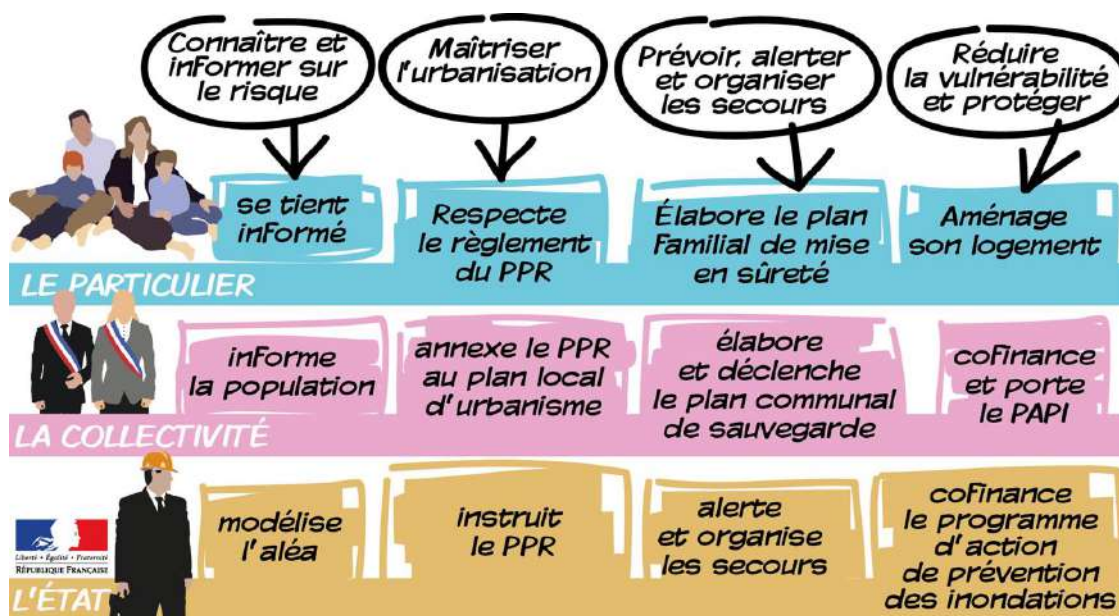 Connaître et
informer sur
le risque
Maîtriser
l'urbanisation
Prévoir, alerter
et organiser
les secours
Réduire
la vulnérabilité
et protéger
se tient
informé
Respecte
le règlement
du PPR
Élabore le plan
Familial de mise
en sûreté
Aménage
son logement
LE PARTICULIER
informe
la population
annexe le PPR
au plan local
d'urbanisme
élabore
et déclenche
le plan communal
de sauvegarde
cofinance
et porte
le PAPI
LA COLLECTIVITÉ
modélise
l'aléa
instruit
le PPR
alerte
et organise
les secours
cofinance
le programme
d'action
de prévention
des inondations
Liberté • Égalité • Fraternité
RÉPUBLIQUE FRANÇAISE
L'ÉTAT